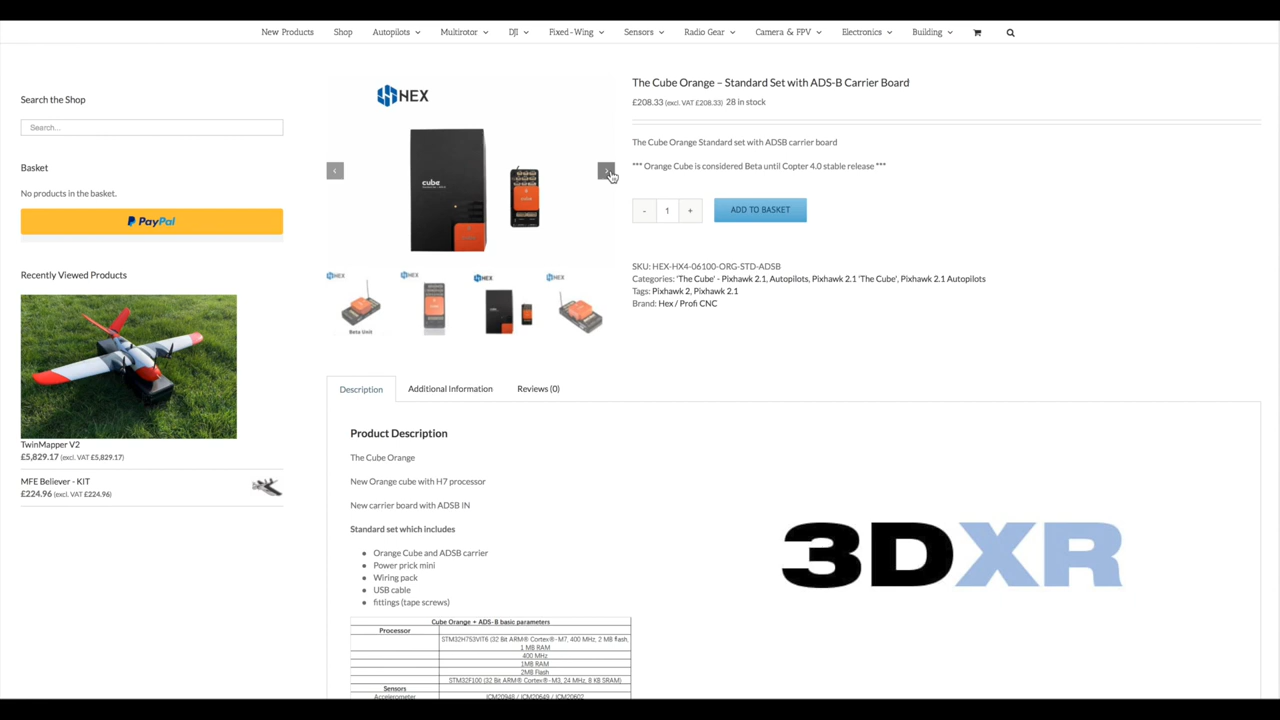 New Products Shop Autopilots Multirotor DJI Fixed-Wing Sensors Radio Gear Camera & FPV Electronics Building
Search the Shop
Search...
Basket
No products in the basket.
PayPal
Recently Viewed Products
TwinMapper V2
£5,829.17 (excl. VAT £5,829.17)
MFE Believer - KIT
£224.96 (excl. VAT £224.96)
HEX
cube
HEX
Beta Unit
HEX
HEX
HEX
The Cube Orange – Standard Set with ADS-B Carrier Board
£208.33 (excl. VAT £208.33) 28 in stock
The Cube Orange Standard set with ADSB carrier board
*** Orange Cube is considered Beta until Copter 4.0 stable release ***
- 1 +
ADD TO BASKET
SKU: HEX-HX4-06100-ORG-STD-ADSB
Categories: 'The Cube' - Pixhawk 2.1, Autopilots, Pixhawk 2.1 'The Cube', Pixhawk 2.1 Autopilots
Tags: Pixhawk 2, Pixhawk 2.1
Brand: Hex / Profi CNC
Description Additional Information Reviews (0)
Product Description
The Cube Orange
New Orange cube with H7 processor
New carrier board with ADSB IN
Standard set which includes
Orange Cube and ADSB carrier
Power prick mini
Wiring pack
USB cable
fittings (tape screws)
3DXR
Cube Orange + ADS-B basic parameters
Processor
STM32H753VIT6 (32 Bit ARM® Cortex®-M7, 400 MHz, 2 MB flash,
1 MB RAM
400 MHz
1MB RAM
2MB Flash
STM32F100 (32 Bit ARM® Cortex®-M3, 24 MHz, 8 KB SRAM)
Sensors
Accelerometer ICM20948 / ICM20649 / ICM20602